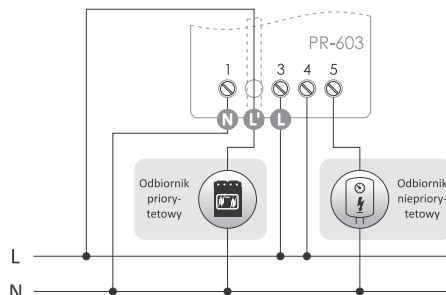 PR-603
1 3 4 5
N L' L
Odbiornik
priory-
tetowy
Odbiornik
niepriory-
tetowy
L
N